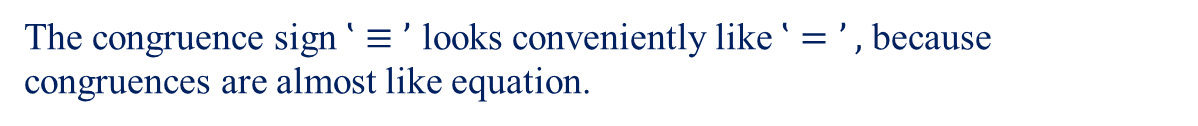 The congruence sign ‛ ≡ ’ looks conveniently like ‛ = ’ , because
congruences are almost like equation.